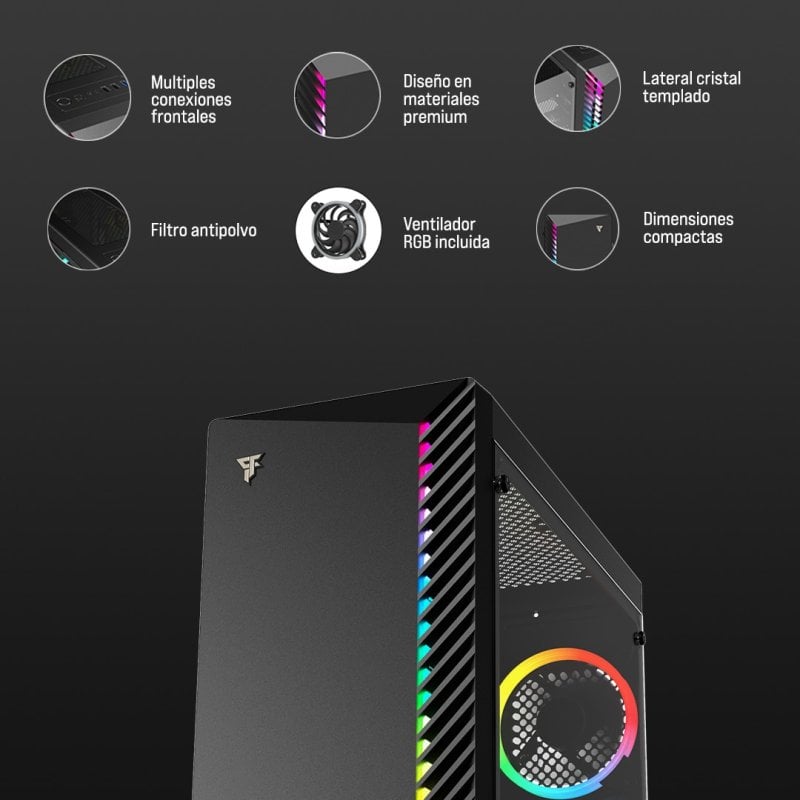 Multiples
conexiones
frontales
Diseño en
materiales
premium
Lateral cristal
templado
Filtro antipolvo
Ventilador
RGB incluida
Dimensiones
compactas